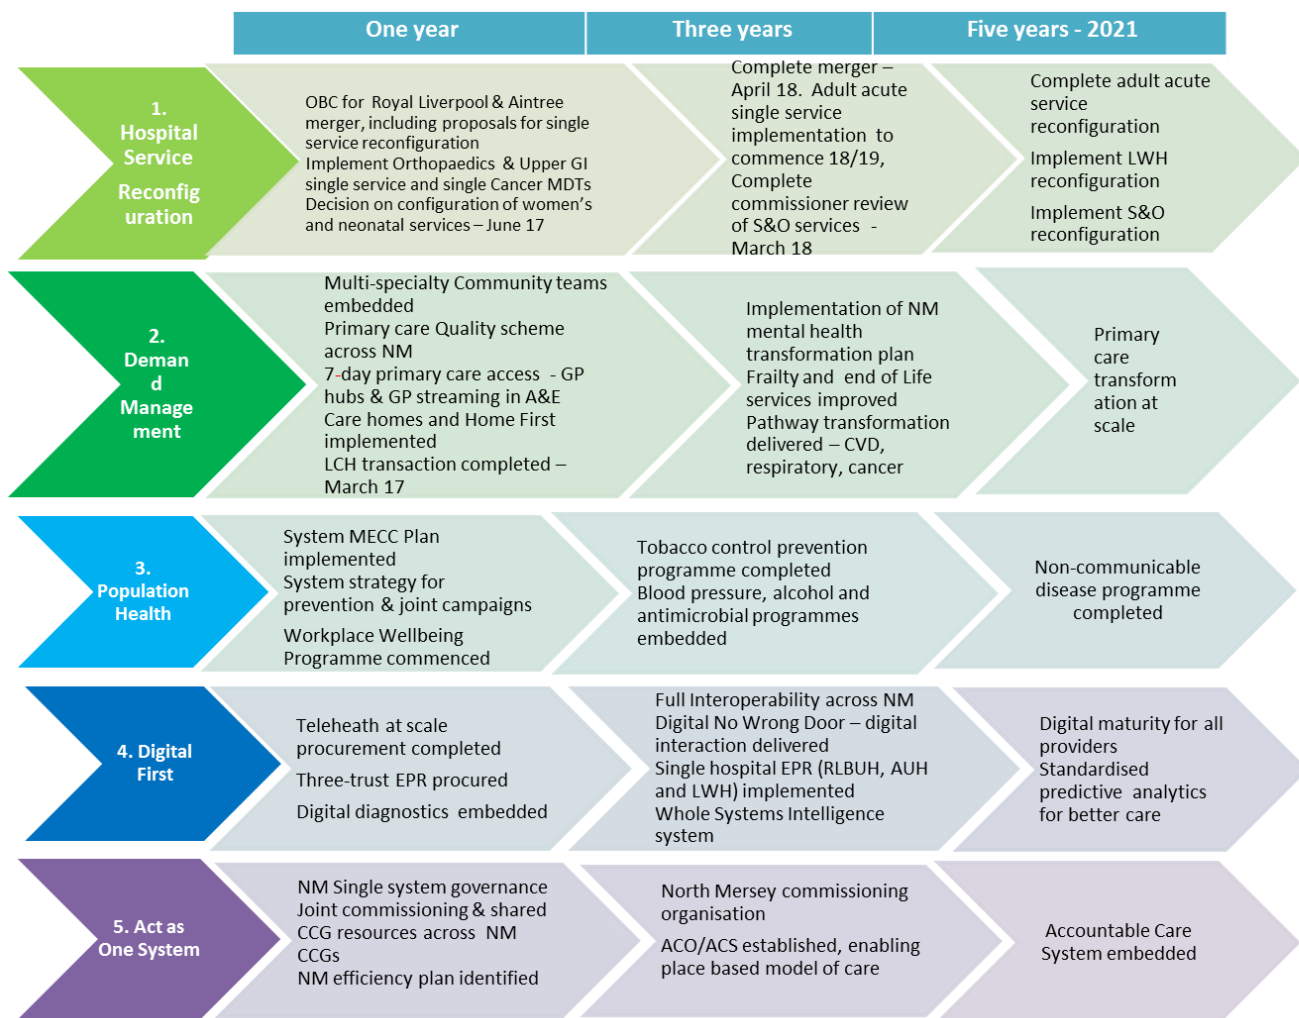 One year
Three years
Five years - 2021
1.
Hospital
Service
Reconfig
uration
OBC for Royal Liverpool & Aintree
merger, including proposals for single
service reconfiguration
Implement Orthopaedics & Upper GI
single service and single Cancer MDTs
Decision on configuration of women's
and neonatal services – June 17
Complete merger –
April 18. Adult acute
single service
implementation to
commence 18/19,
Complete
commissioner review
of S&O services -
March 18
Complete adult acute
service
reconfiguration
Implement LWH
reconfiguration
Implement S&O
reconfiguration
2.
Deman
d
Manage
ment
Multi-specialty Community teams
embedded
Primary care Quality scheme
across NM
7-day primary care access - GP
hubs & GP streaming in A&E
Care homes and Home First
implemented
LCH transaction completed –
March 17
Implementation of NM
mental health
transformation plan
Frailty and end of Life
services improved
Pathway transformation
delivered – CVD,
respiratory, cancer
Primary
care
transform
ation at
scale
3.
Population
Health
System MECC Plan
implemented
System strategy for
prevention & joint campaigns
Workplace Wellbeing
Programme commenced
Tobacco control prevention
programme completed
Blood pressure, alcohol and
antimicrobial programmes
embedded
Non-communicable
disease programme
completed
4. Digital
First
Teleheath at scale
procurement completed
Three-trust EPR procured
Digital diagnostics embedded
Full Interoperability across NM
Digital No Wrong Door – digital
interaction delivered
Single hospital EPR (RLBUH, AUH
and LWH) implemented
Whole Systems Intelligence
system
Digital maturity for all
providers
Standardised
predictive analytics
for better care
5. Act as
One System
NM Single system governance
Joint commissioning & shared
CCG resources across NM
CCGs
NM efficiency plan identified
North Mersey commissioning
organisation
ACO/ACS established, enabling
place based model of care
Accountable Care
System embedded